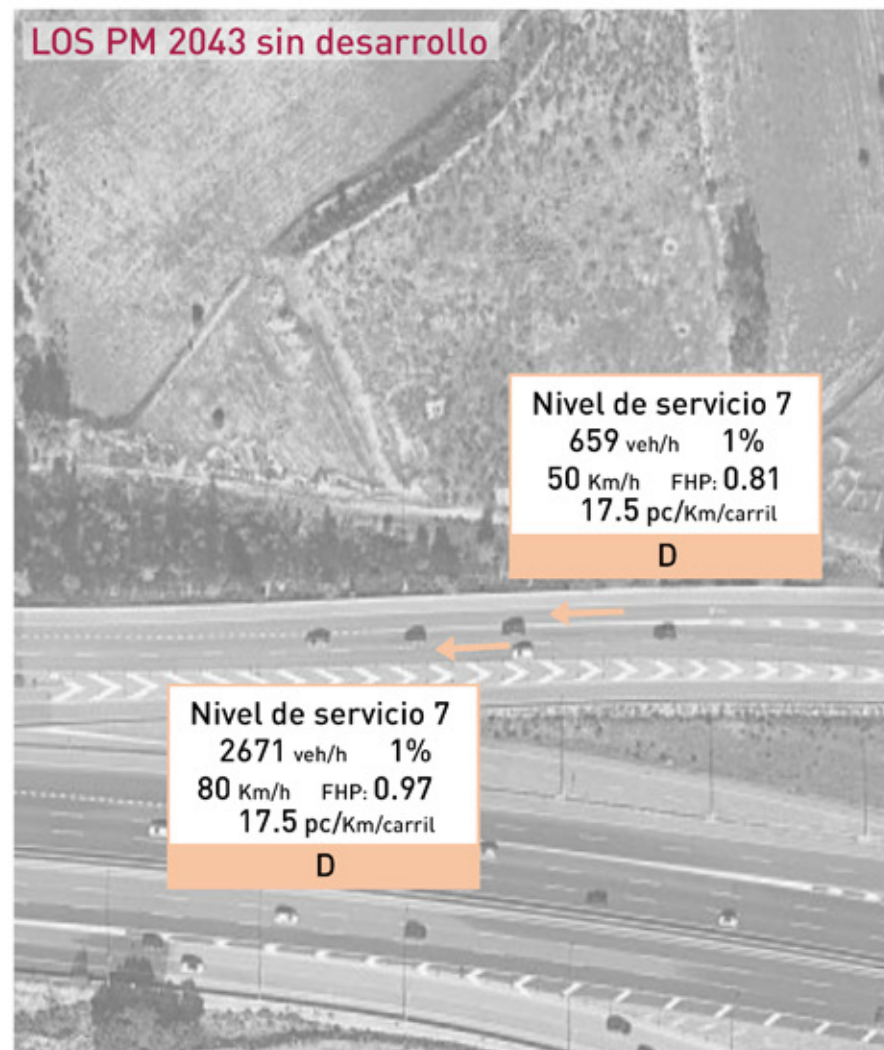 LOS PM 2043 sin desarrollo
Nivel de servicio 7
659 veh/h 1%
50 Km/h FHP: 0.81
17.5 pc/Km/carril
D
Nivel de servicio 7
2671 veh/h 1%
80 Km/h FHP: 0.97
17.5 pc/Km/carril
D